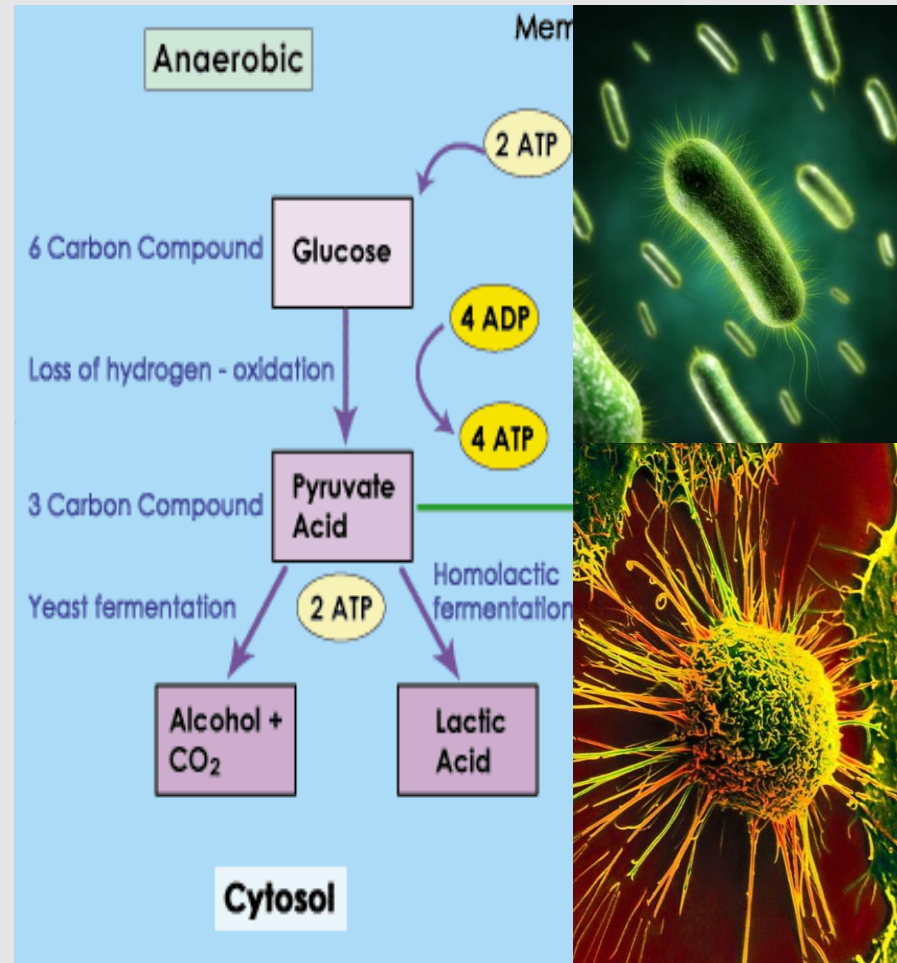 Anaerobic
Mem
2 ATP
6 Carbon Compound
Glucose
4 ADP
Loss of hydrogen - oxidation
4 ATP
3 Carbon Compound
Pyruvate
Acid
Homolactic
fermentation
Yeast fermentation
2 ATP
Alcohol +
CO₂
Lactic
Acid
Cytosol